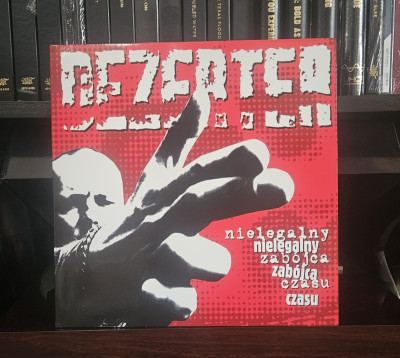 DEZERTER
nielegalny
nielegalny
zabójca
zabójca
czasu
czasu